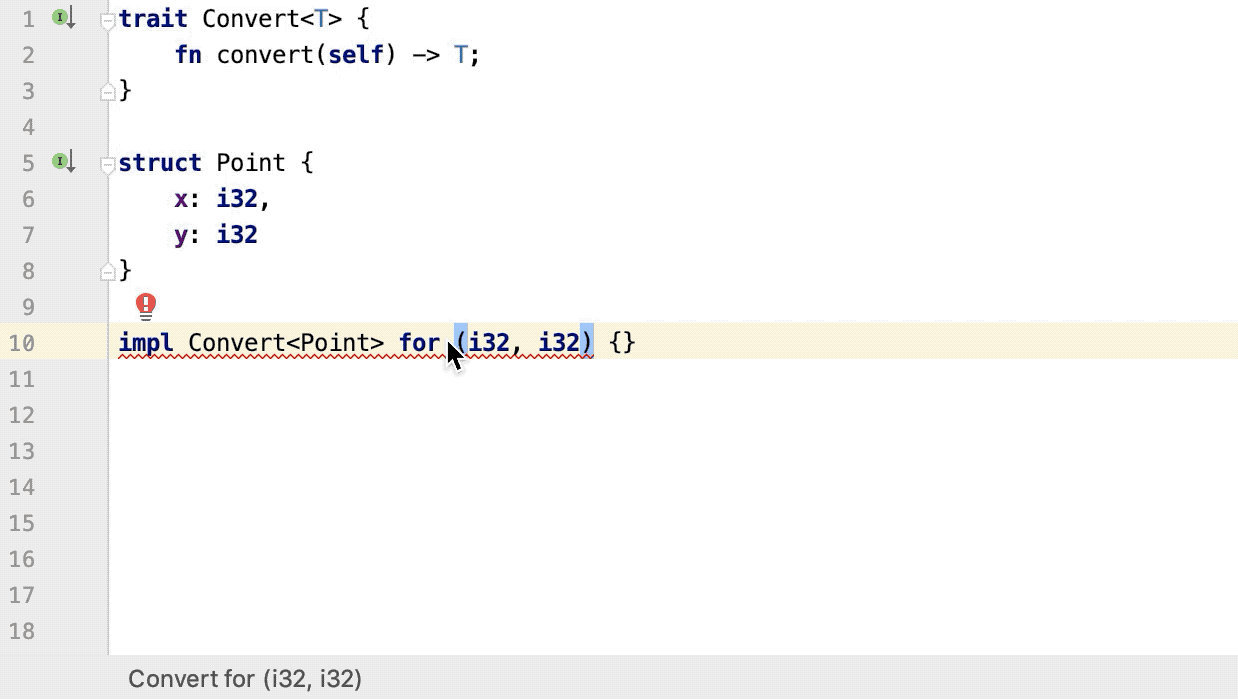 1 trait Convert<T> {
2     fn convert(self) -> T;
3 }
4
5 struct Point {
6     x: i32,
7     y: i32
8 }
9
10 impl Convert<Point> for (i32, i32) {}
11
12
13
14
15
16
17
18
Convert for (i32, i32)